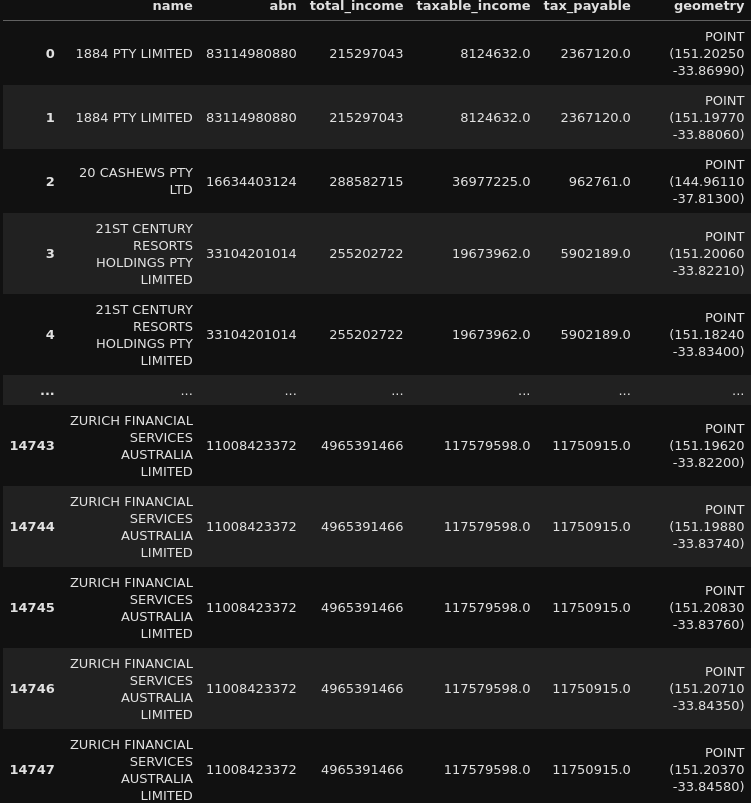 name abn total_income taxable_income tax_payable geometry
0 1884 PTY LIMITED 83114980880 215297043 8124632.0 2367120.0 POINT
(151.20250
-33.86990)
1 1884 PTY LIMITED 83114980880 215297043 8124632.0 2367120.0 POINT
(151.19770
-33.88060)
2 20 CASHEWS PTY
LTD 16634403124 288582715 36977225.0 962761.0 POINT
(144.96110
-37.81300)
3 21ST CENTURY
RESORTS
HOLDINGS PTY
LIMITED 33104201014 255202722 19673962.0 5902189.0 POINT
(151.20060
-33.82210)
4 21ST CENTURY
RESORTS
HOLDINGS PTY
LIMITED 33104201014 255202722 19673962.0 5902189.0 POINT
(151.18240
-33.83400)
... ... ... ... ... ... ...
14743 ZURICH FINANCIAL
SERVICES
AUSTRALIA
LIMITED 11008423372 4965391466 117579598.0 11750915.0 POINT
(151.19620
-33.82200)
14744 ZURICH FINANCIAL
SERVICES
AUSTRALIA
LIMITED 11008423372 4965391466 117579598.0 11750915.0 POINT
(151.19880
-33.83740)
14745 ZURICH FINANCIAL
SERVICES
AUSTRALIA
LIMITED 11008423372 4965391466 117579598.0 11750915.0 POINT
(151.20830
-33.83760)
14746 ZURICH FINANCIAL
SERVICES
AUSTRALIA
LIMITED 11008423372 4965391466 117579598.0 11750915.0 POINT
(151.20710
-33.84350)
14747 ZURICH FINANCIAL
SERVICES
AUSTRALIA
LIMITED 11008423372 4965391466 117579598.0 11750915.0 POINT
(151.20370
-33.84580)